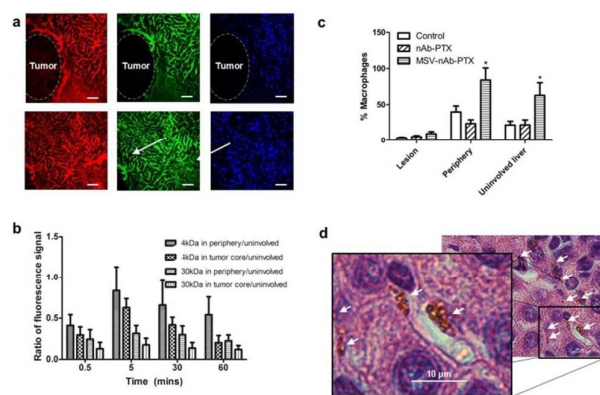 a
Tumor
Tumor
Tumor
b
Ratio of fluorescence signal
1.5
1.0
0.5
0.0
4kDa in periphery/uninvolved
4kDa in tumor core/uninvolved
30kDa in periphery/uninvolved
30kDa in tumor core/uninvolved
0.5
5
30
60
Time (mins)
c
% Macrophages
150
100
50
0
Control
nAb-PTX
MSV-nAb-PTX
*
*
Lesion
Periphery
Uninvolved liver
d
10 µm